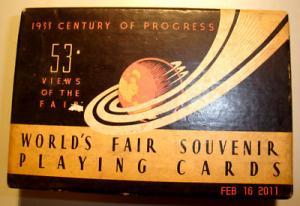 1933 CENTURY OF PROGRESS
53
VIEWS
OF THE
FAIR
WORLD'S FAIR SOUVENIR
PLAYING CARDS
FEB 16 2011